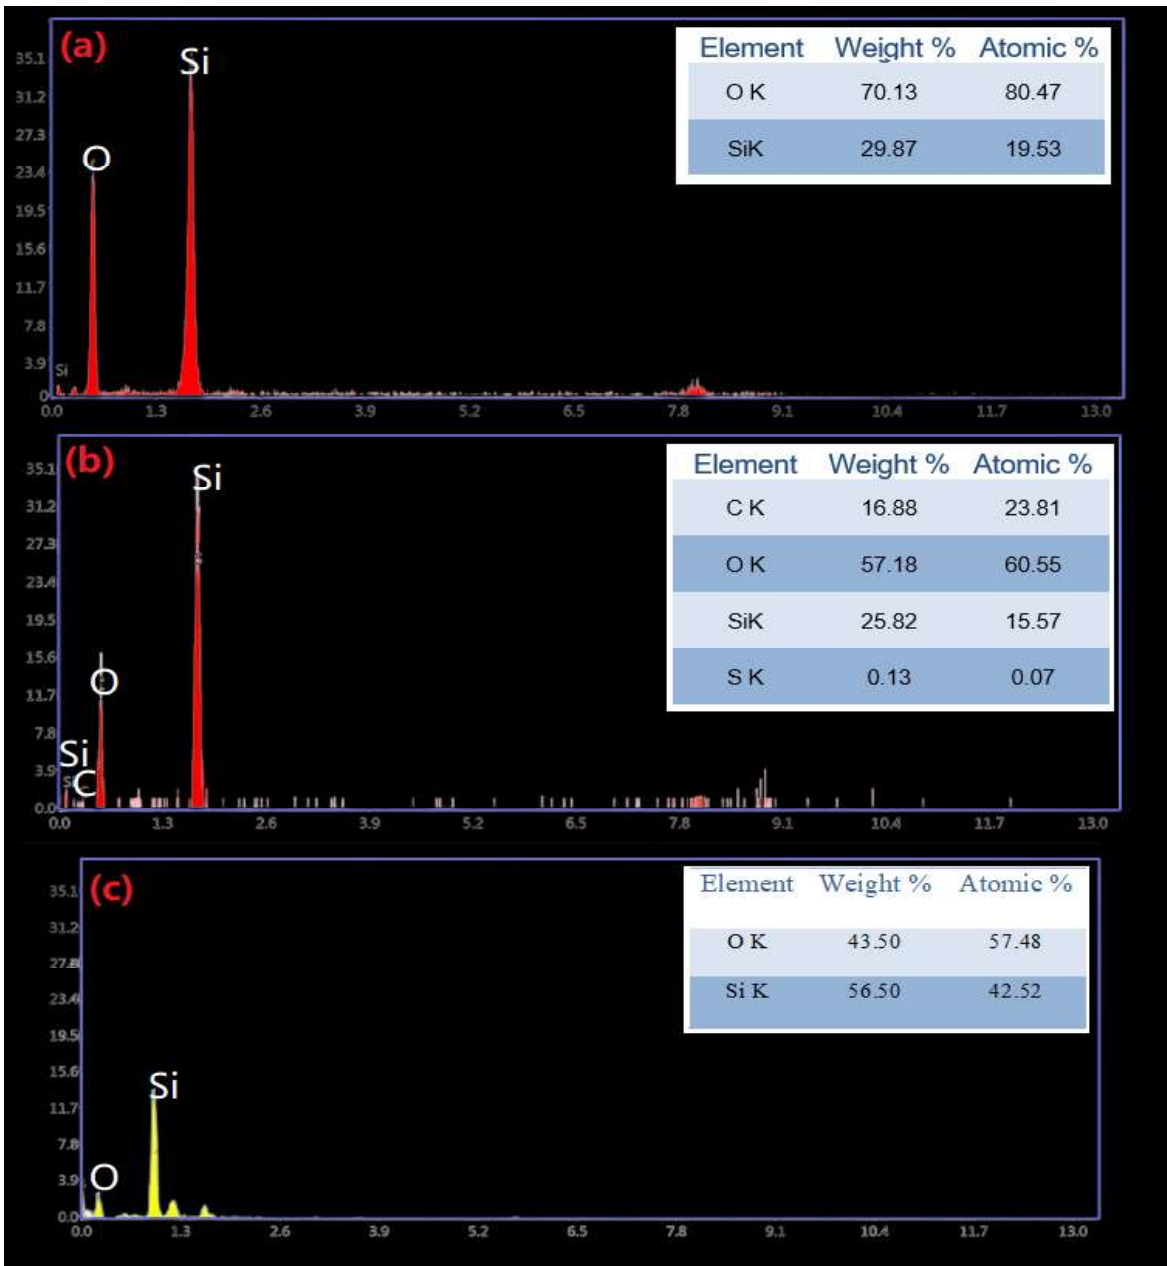 (a)
Si
O
Si
35.1
31.2
27.3
23.4
19.5
15.6
11.7
7.8
3.9
0
0.0 1.3 2.6 3.9 5.2 6.5 7.8 9.1 10.4 11.7 13.0
Element Weight % Atomic %
O K 70.13 80.47
SiK 29.87 19.53
(b)
Si
O
Si
C
35.1
31.2
27.3
23.4
19.5
15.6
11.7
7.8
3.9
0.0
0.0 1.3 2.6 3.9 5.2 6.5 7.8 9.1 10.4 11.7 13.0
Element Weight % Atomic %
C K 16.88 23.81
O K 57.18 60.55
SiK 25.82 15.57
S K 0.13 0.07
(c)
Si
O
35.1
31.2
23.4
19.5
15.6
11.7
7.8
3.9
0.0
0.0 1.3 2.6 3.9 5.2 6.5 7.8 9.1 10.4 11.7 13.0
Element Weight % Atomic %
O K 43.50 57.48
Si K 56.50 42.52